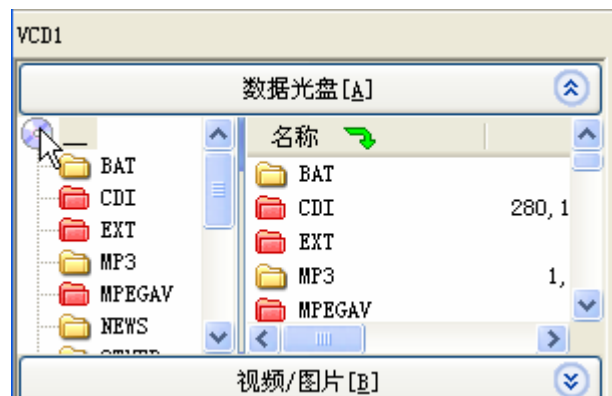 VCD1
数据光盘[A]
__
名称
BAT
CDI
EXT
MP3
MPEGAV
NEWS
BAT
CDI 280,1
EXT
MP3 1,
MPEGAV
视频/图片[B]